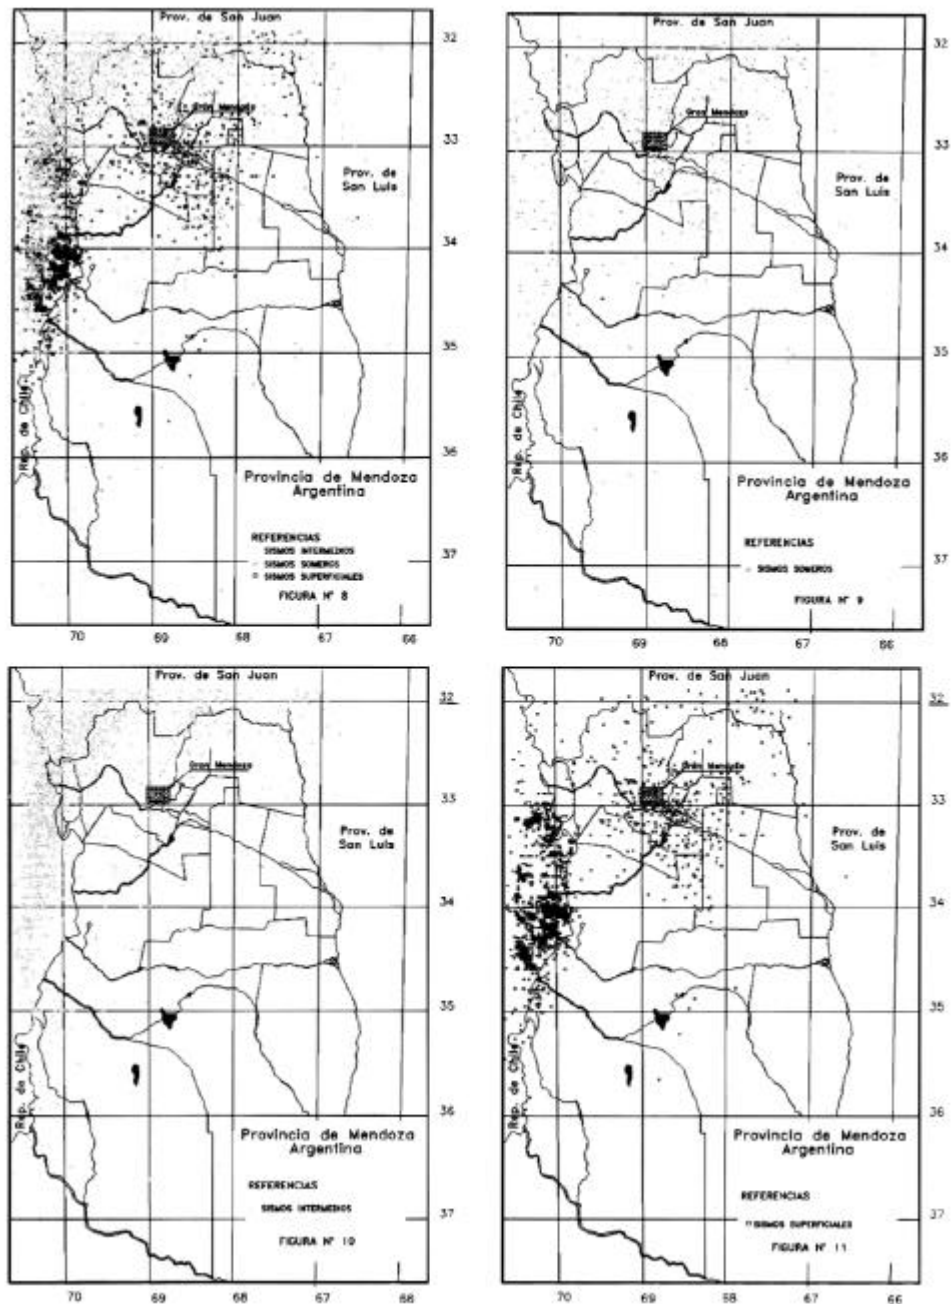 Prov. de San Juan
32
Gran Mendoza
33
Prov. de
San Luis
34
35
Rep. de Chile
36
Provincia de Mendoza
Argentina
REFERENCIAS
SISMOS INTERMEDIOS
SISMOS SOMEROS
SISMOS SUPERFICIALES
37
FIGURA N° 8
70 69 68 67 66
Prov. de San Juan
32
Gran Mendoza
33
Prov. de
San Luis
34
35
Rep. de Chile
36
Provincia de Mendoza
Argentina
REFERENCIAS
SISMOS SOMEROS
37
FIGURA N° 9
70 69 68 67 66
Prov. de San Juan
32
Gran Mendoza
33
Prov. de
San Luis
34
35
Rep. de Chile
36
Provincia de Mendoza
Argentina
REFERENCIAS
SISMOS INTERMEDIOS
37
FIGURA N° 10
70 69 68 67 66
Prov. de San Juan
32
Gran Mendoza
33
Prov. de
San Luis
34
35
Rep. de Chile
36
Provincia de Mendoza
Argentina
REFERENCIAS
SISMOS SUPERFICIALES
37
FIGURA N° 11
70 69 68 67 66